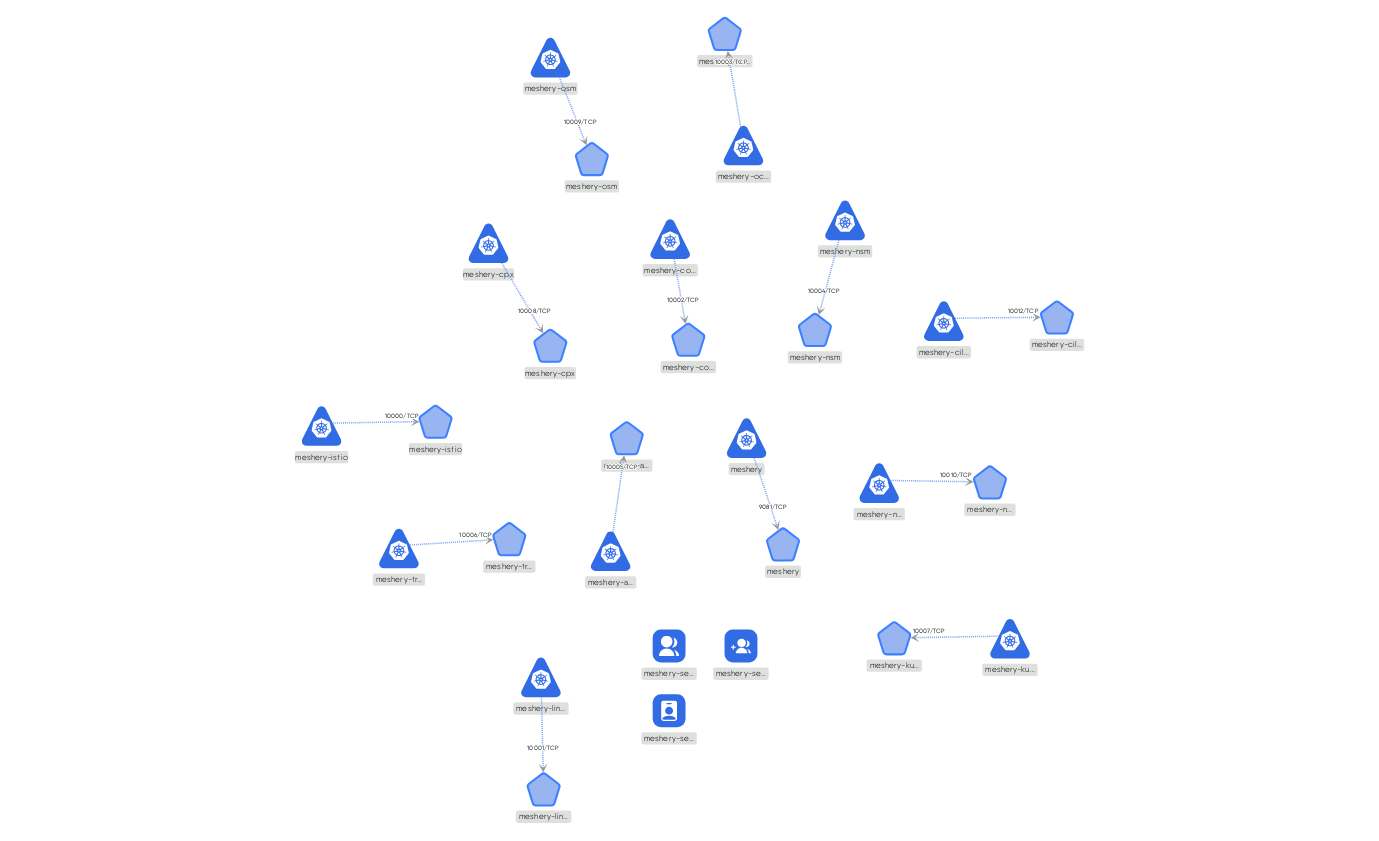 meshery-osm
10003/TCP...
10009/TCP
meshery-oc...
meshery-osm
meshery-nsm
meshery-cpx
meshery-co...
10004/TCP
10002/TCP
10008/TCP
10012/TCP
meshery-cil...
meshery-cil...
meshery-nsm
meshery-co...
meshery-cpx
10000/TCP
meshery-istio
meshery-istio
10005/TCP
meshery
10010/TCP
meshery-n...
meshery-n...
9081/TCP
10006/TCP
meshery-tr...
meshery
meshery-tr...
meshery-a...
10007/TCP
meshery-ku...
meshery-ku...
meshery-se...
meshery-se...
meshery-lin...
meshery-se...
10001/TCP
meshery-lin...